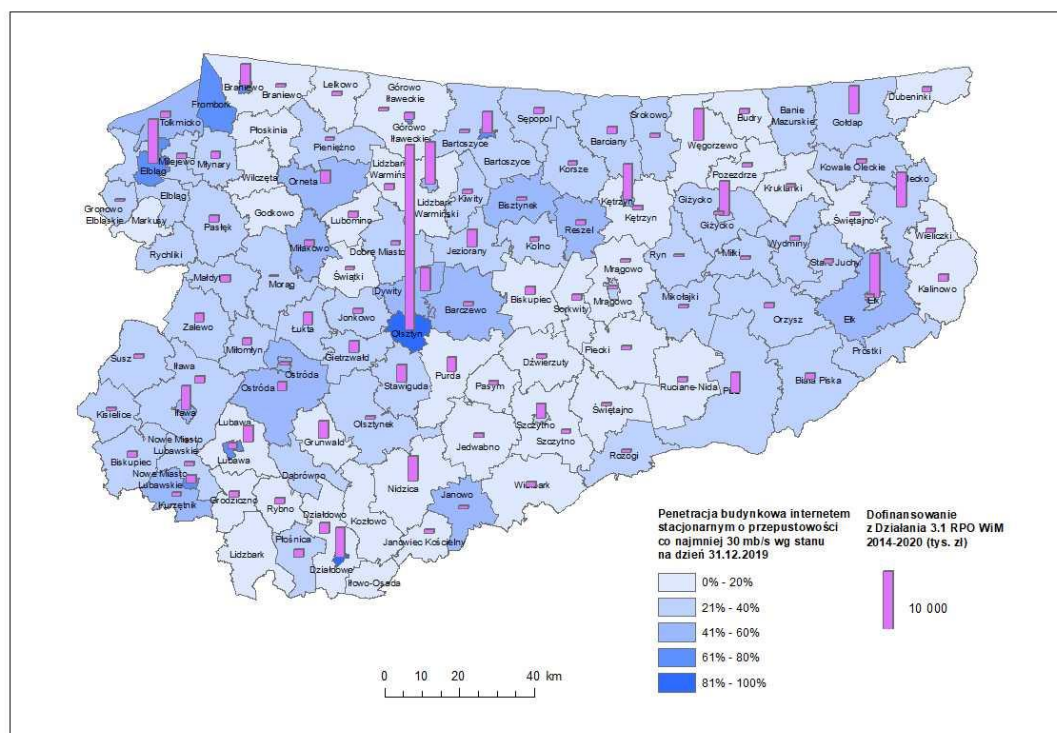 Braniewo
Braniewo
Lelkowo
Górowo
Iławeckie
Dubeninki
Frombork
Tolkmicko
Płoskinia
Pieniężno
Górowo
Iławeckie
Bartoszyce
Sępopol
Barciany
Srokowo
Węgorzewo
Budry
Banie
Mazurskie
Gołdap
Milejewo
Młynary
Elbląg
Wilczęta
Orneta
Lidzbark
Warmiński
Bartoszyce
Korsze
Pozezdrze
Kruklanki
Kowale Oleckie
Elbląg
Gronowo
Elbląskie
Markusy
Pasłęk
Godkowo
Lubomino
Lidzbark
Warmiński
Kiwity
Bisztynek
Kętrzyn
Kętrzyn
Giżycko
Giżycko
Świętajno
Wieliczki
Rychliki
Miłakowo
Dobre Miasto
Jeziorany
Kolno
Reszel
Wydminy
Małdyty
Morąg
Świątki
Dywity
Barczewo
Biskupiec
Sorkwity
Mrągowo
Mrągowo
Ryn
Miłki
Stare Juchy
Ełk
Ełk
Kalinowo
Zalewo
Łukta
Jonkowo
Olsztyn
Mikołajki
Orzysz
Prostki
Susz
Iława
Miłomłyn
Gietrzwałd
Ostróda
Ostróda
Stawiguda
Purda
Pasym
Dźwierzuty
Piecki
Ruciane-Nida
Biała Piska
Kisielice
Iława
Lubawa
Lubawa
Grunwald
Olsztynek
Jedwabno
Szczytno
Szczytno
Świętajno
Rozogi
Biskupiec
Nowe Miasto
Lubawskie
Nowe Miasto
Lubawskie
Kurzętnik
Grodziczno
Rybno
Dąbrówno
Działdowo
Kozłowo
Nidzica
Janowo
Janowiec Kościelny
Lidzbark
Płośnica
Działdowo
Iłowo-Osada
Penetracja budynkowa internetem
stacjonarnym o przepustowości
co najmniej 30 mb/s wg stanu
na dzień 31.12.2019
0% - 20%
21% - 40%
41% - 60%
61% - 80%
81% - 100%
Dofinansowanie
z Działania 3.1 RPO WiM
2014-2020 (tys. zł)
10 000
0 10 20 40 km